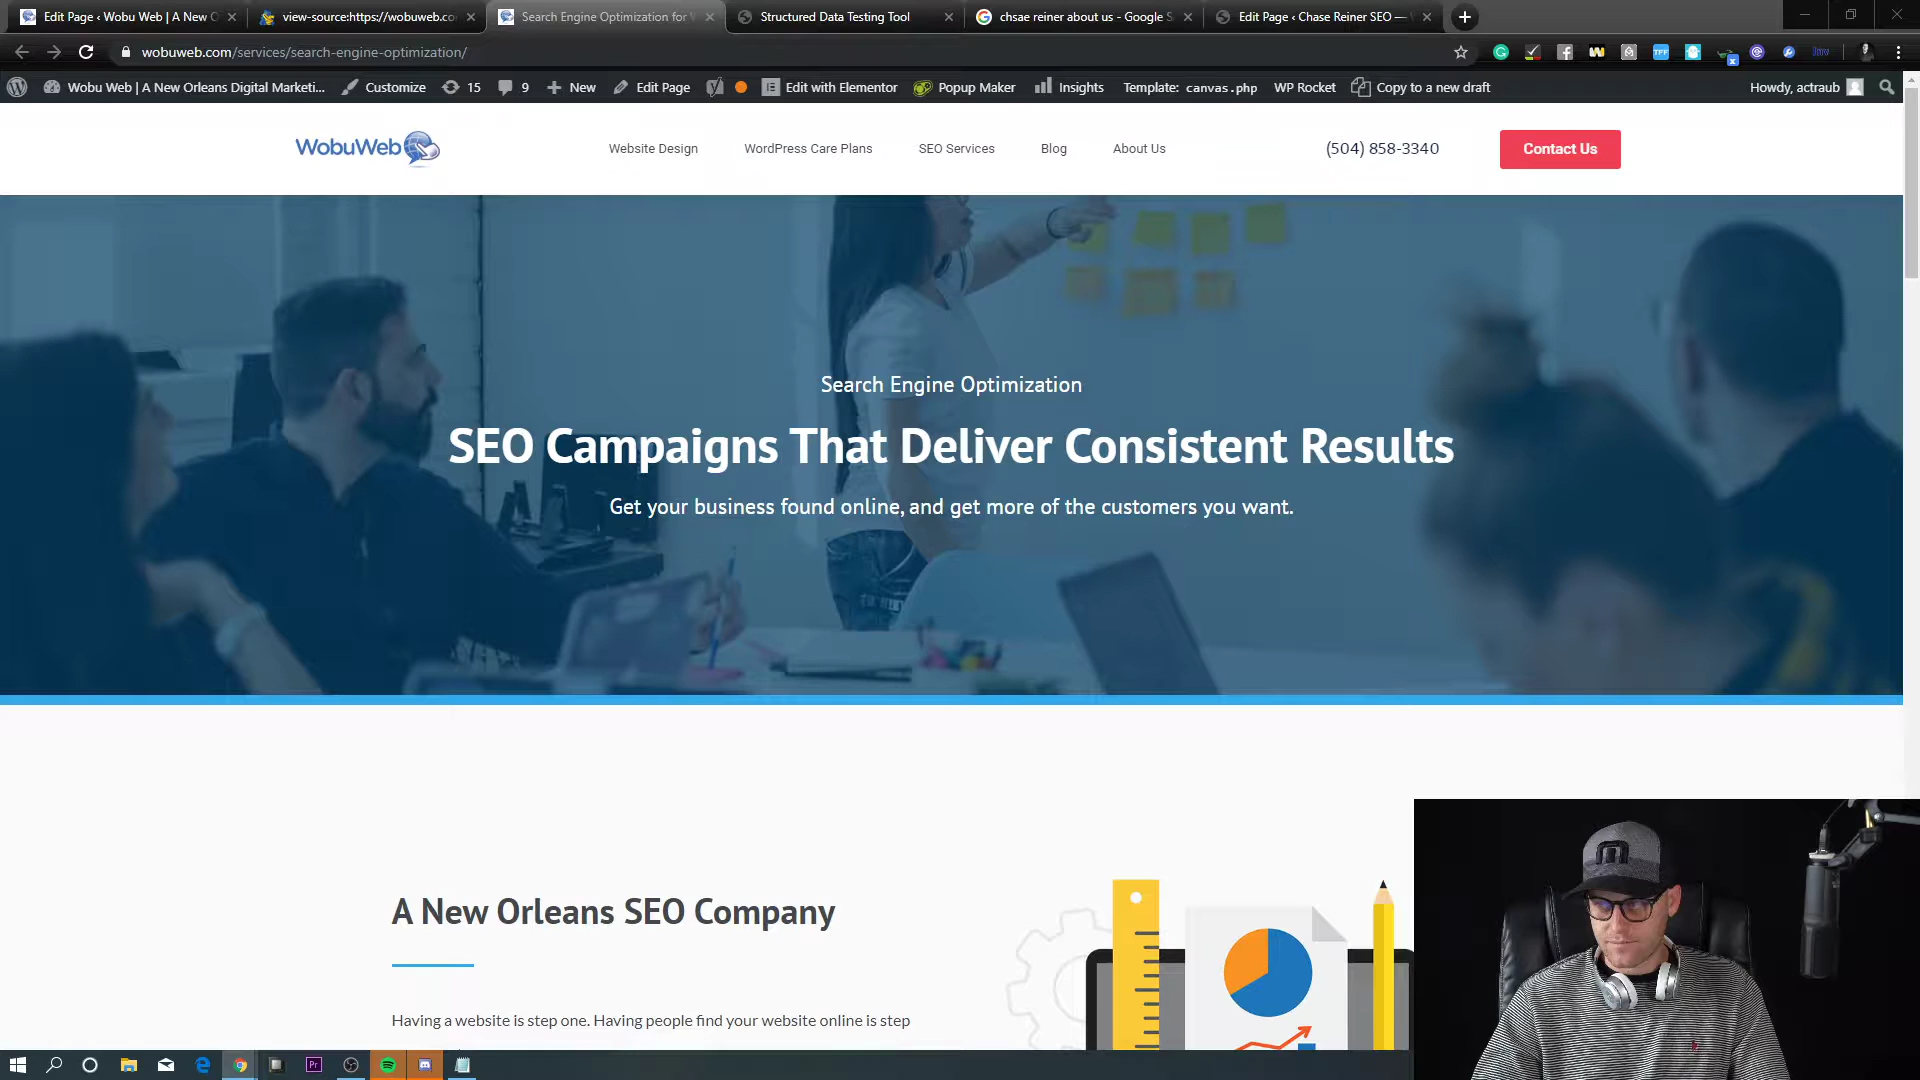 Edit Page ‹ Wobu Web | A New O
view-source:https://wobuweb.co
Search Engine Optimization for
Structured Data Testing Tool
chsae reiner about us - Google S
Edit Page ‹ Chase Reiner SEO —
wobuweb.com/services/search-engine-optimization/
Wobu Web | A New Orleans Digital Marketi...
Customize
15
9
New
Edit Page
Edit with Elementor
Popup Maker
Insights
Template: canvas.php
WP Rocket
Copy to a new draft
Howdy, actraub
WobuWeb
Website Design
WordPress Care Plans
SEO Services
Blog
About Us
(504) 858-3340
Contact Us
Search Engine Optimization
SEO Campaigns That Deliver Consistent Results
Get your business found online, and get more of the customers you want.
A New Orleans SEO Company
Having a website is step one. Having people find your website online is step
Pr